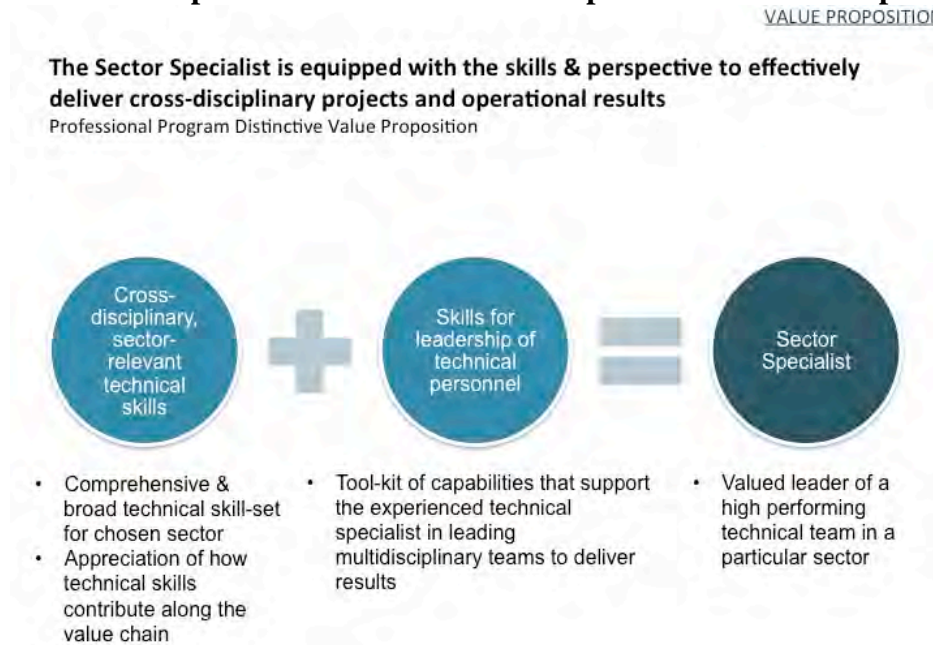 VALUE PROPOSITION
The Sector Specialist is equipped with the skills & perspective to effectively
deliver cross-disciplinary projects and operational results
Professional Program Distinctive Value Proposition
Cross-
disciplinary,
sector-
relevant
technical
skills
Skills for
leadership of
technical
personnel
Sector
Specialist
• Comprehensive &
broad technical skill-set
for chosen sector
• Appreciation of how
technical skills
contribute along the
value chain
• Tool-kit of capabilities that support
the experienced technical
specialist in leading
multidisciplinary teams to deliver
results
• Valued leader of a
high performing
technical team in a
particular sector